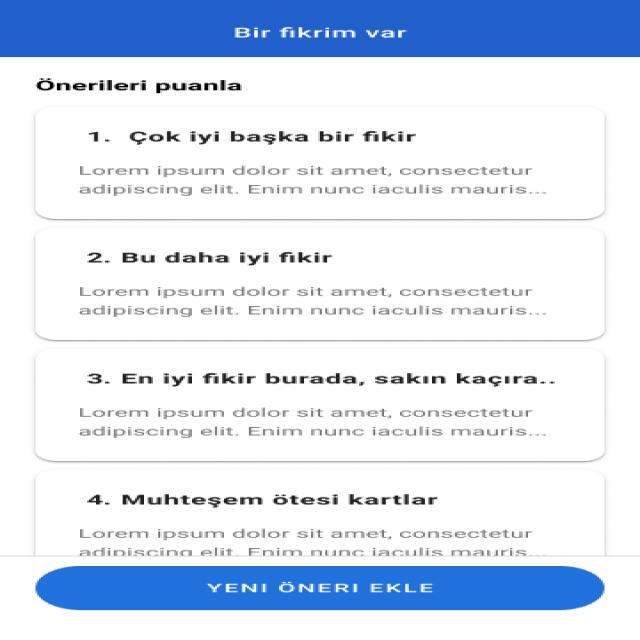 Bir fikrim var
Önerileri puanla
1. Çok iyi başka bir fikir
Lorem ipsum dolor sit amet, consectetur
adipiscing elit. Enim nunc iaculis mauris...
2. Bu daha iyi fikir
Lorem ipsum dolor sit amet, consectetur
adipiscing elit. Enim nunc iaculis mauris...
3. En iyi fikir burada, sakın kaçıra..
Lorem ipsum dolor sit amet, consectetur
adipiscing elit. Enim nunc iaculis mauris...
4. Muhteşem ötesi kartlar
Lorem ipsum dolor sit amet, consectetur
adipiscing elit. Enim nunc iaculis mauris...
YENI ÖNERI EKLE